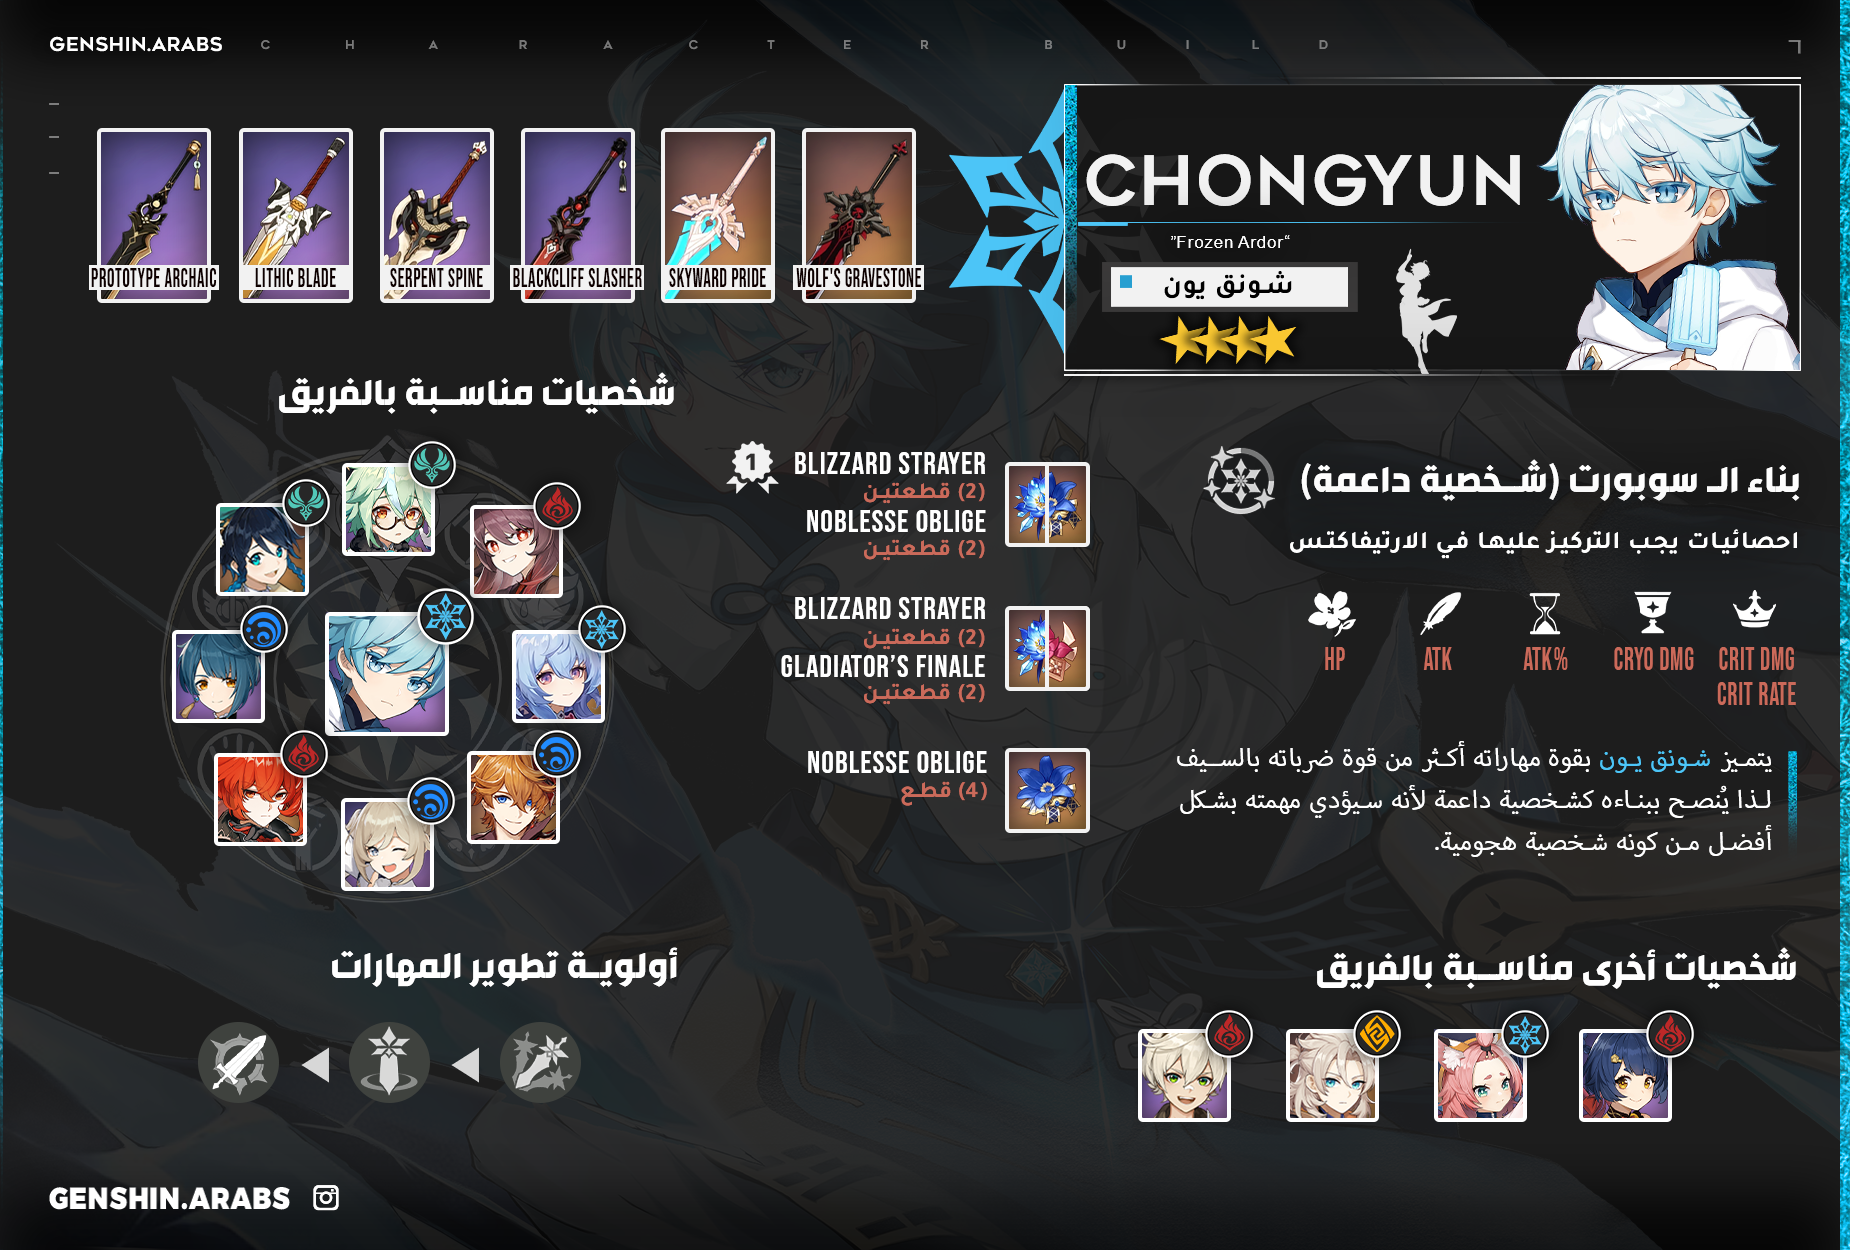 GENSHIN.ARABS CHARACTER BUILD
PROTOTYPE ARCHAIC
LITHIC BLADE
SERPENT SPINE
BLACKCLIFF SLASHER
SKYWARD PRIDE
WOLF'S GRAVESTONE
CHONGYUN
"Frozen Ardor"
شونق يون
شخصيات مناسبة بالفريق
1
BLIZZARD STRAYER
(2) قطعتين
NOBLESSE OBLIGE
(2) قطعتين
BLIZZARD STRAYER
(2) قطعتين
GLADIATOR'S FINALE
(2) قطعتين
NOBLESSE OBLIGE
(4) قطع
بناء الـ سوبورت (شخصية داعمة)
احصائيات يجب التركيز عليها في الارتيفاكتس
HP
ATK
ATK%
CRYO DMG
CRIT DMG
CRIT RATE
يتميز شونق يون بقوة مهاراته أكثر من قوة ضرباته بالسيف
لذا يُنصح ببناءه كشخصية داعمة لأنه سيؤدي مهمته بشكل
أفضل من كونه شخصية هجومية.
أولوية تطوير المهارات
شخصيات أخرى مناسبة بالفريق
GENSHIN.ARABS